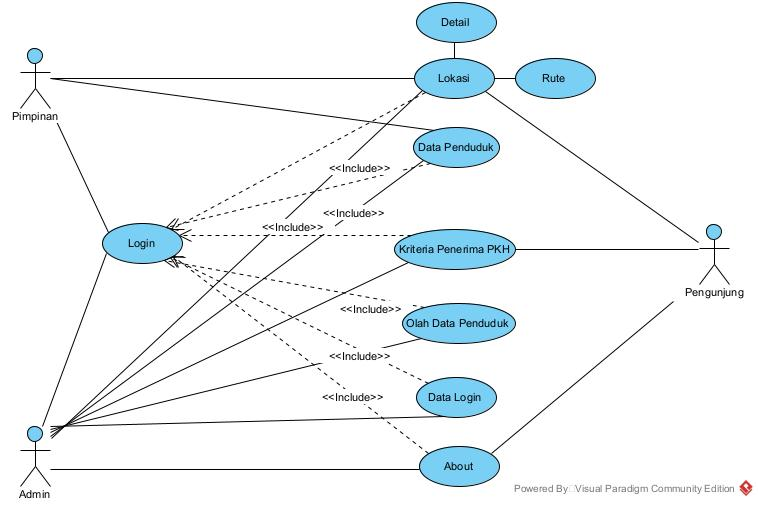 Detail
Lokasi
Rute
Pimpinan
Data Penduduk
<<Include>>
<<Include>>
<<Include>>
Login
Kriteria Penerima PKH
Pengunjung
<<Include>>
Olah Data Penduduk
<<Include>>
Data Login
<<Include>>
About
Admin
Powered By Visual Paradigm Community Edition